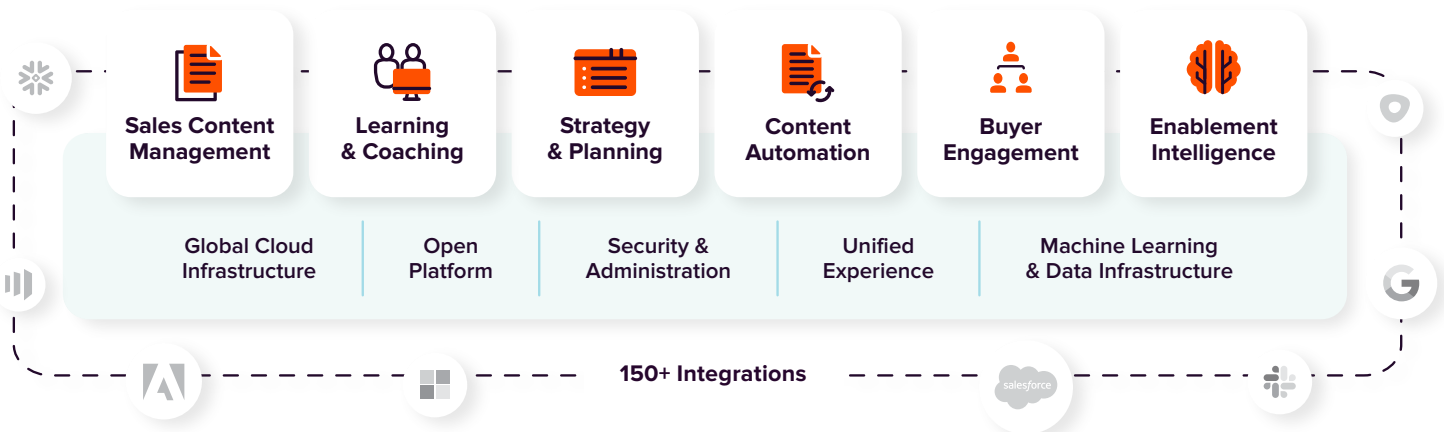 Sales Content
Management
Learning
& Coaching
Strategy
& Planning
Content
Automation
Buyer
Engagement
Enablement
Intelligence
Global Cloud
Infrastructure
Open
Platform
Security &
Administration
Unified
Experience
Machine Learning
& Data Infrastructure
150+ Integrations
salesforce